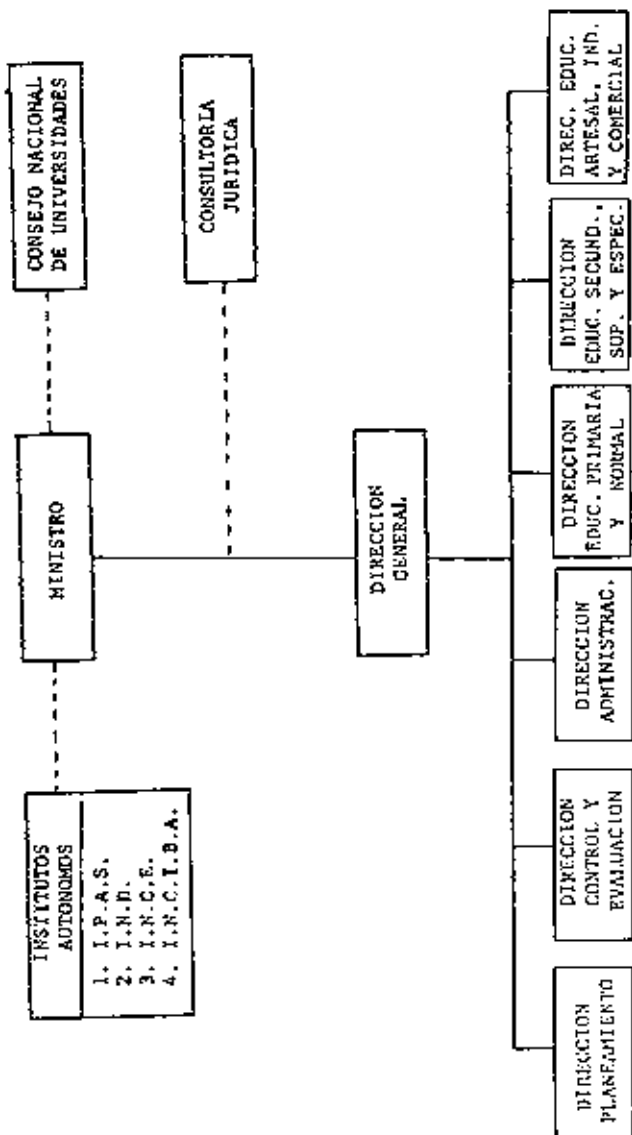 CONSEJO NACIONAL
DE UNIVERSIDADES
MINISTRO
INSTITUTOS
AUTONOMOS
1. I.P.A.S.
2. I.N.D.
3. I.N.C.E.
4. I.N.C.I.B.A.
CONSULTORIA
JURIDICA
DIRECCION
GENERAL
DIRECCION
PLANEAMIENTO
DIRECCION
CONTROL Y
EVALUACION
DIRECCION
ADMINISTRAC.
DIRECCION
EDUC. PRIMARIA
Y NORMAL
DIRECCION
EDUC. SECUND.,
SUP. Y ESPEC.
DIREC. EDUC.
ARTESAL, IND.
Y COMERCIAL